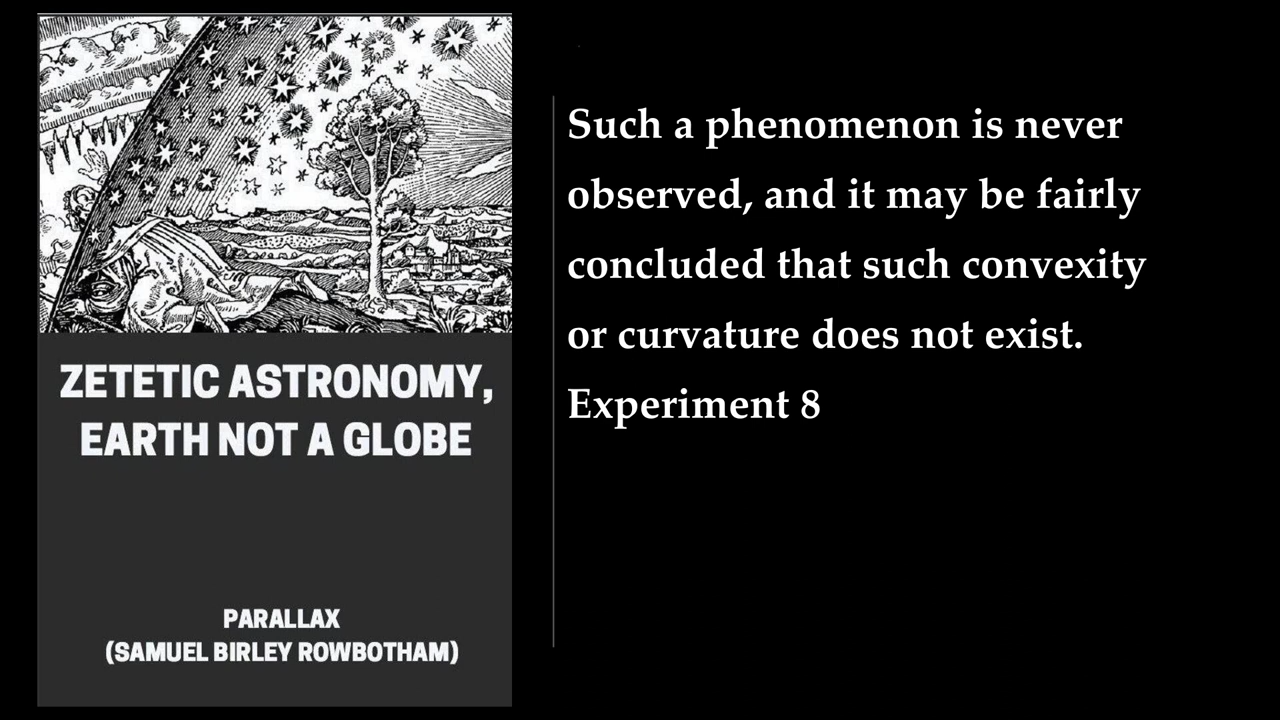 ZETETIC ASTRONOMY,
EARTH NOT A GLOBE
PARALLAX
(SAMUEL BIRLEY ROWBOTHAM)
Such a phenomenon is never
observed, and it may be fairly
concluded that such convexity
or curvature does not exist.
Experiment 8